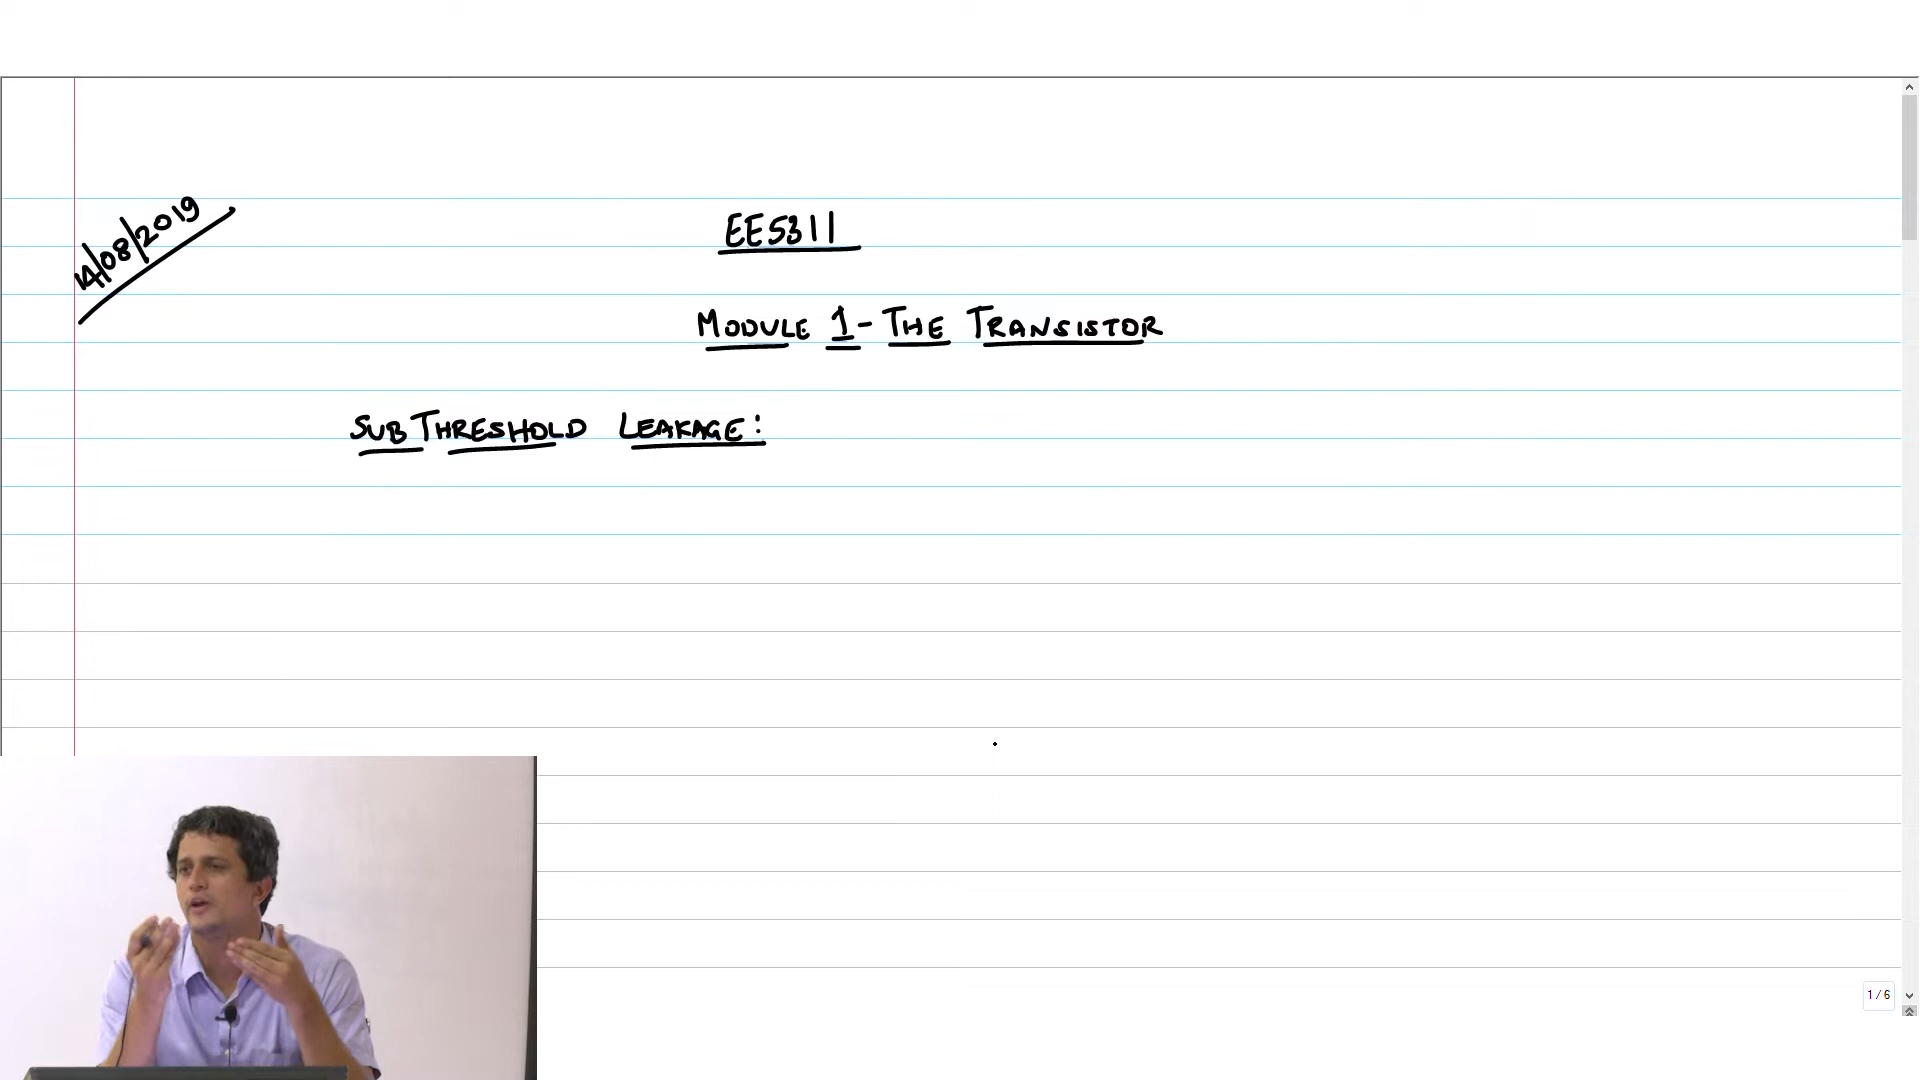 14/08/2019
EE5311
MODULE 1 - THE TRANSISTOR
SUBTHRESHOLD LEAKAGE:
1 / 6